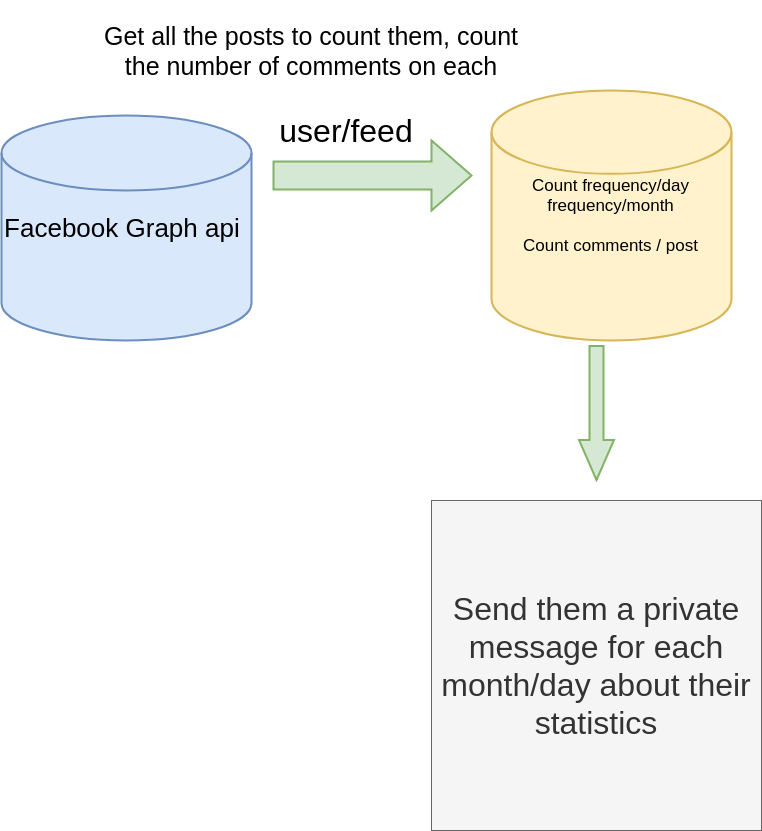 Get all the posts to count them, count
the number of comments on each
user/feed
Facebook Graph api
Count frequency/day
frequency/month
Count comments / post
Send them a private
message for each
month/day about their
statistics